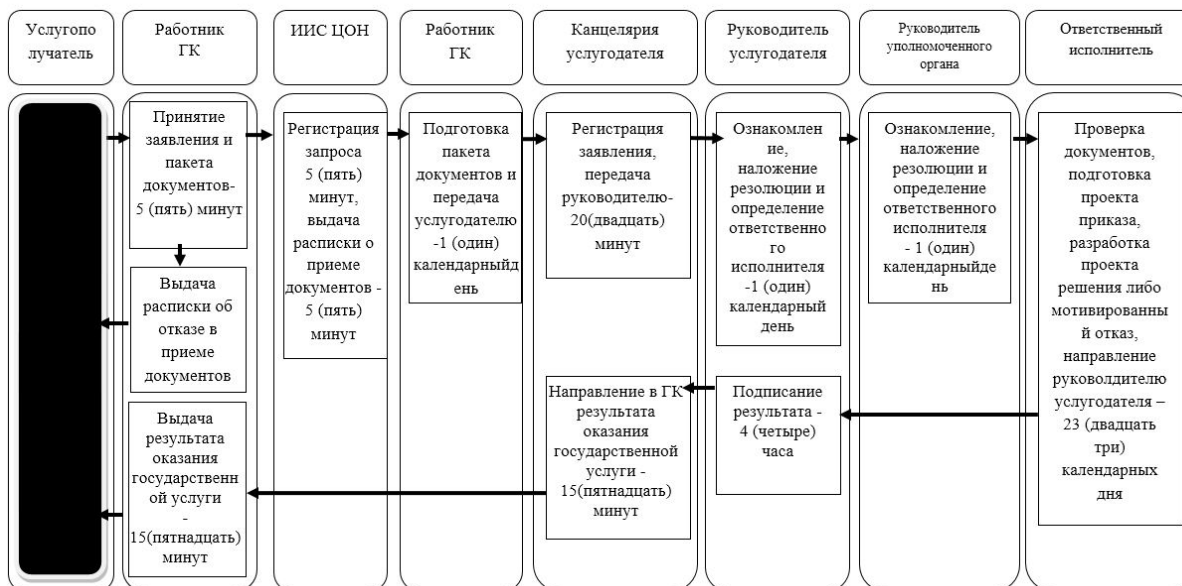 Услугопо
лучатель
Работник
ГК
ИИС ЦОН
Работник
ГК
Канцелярия
услугодателя
Руководитель
услугодателя
Руководитель
уполномоченного
органа
Ответственный
исполнитель
Принятие
заявления и
пакета
документов-
5 (пять) минут
Выдача
расписки об
отказе в
приеме
документов
Выдача
результата
оказания
государственн
ой услуги
-
15(пятнадцать)
минут
Регистрация
запроса
5 (пять)
минут,
выдача
расписки о
приеме
документов -
5 (пять)
минут
Подготовка
пакета
документов и
передача
услугодателю
-1 (один)
календарныйд
ень
Регистрация
заявления,
передача
руководителю-
20(двадцать)
минут
Направление в ГК
результата
оказания
государственной
услуги -
15(пятнадцать)
минут
Ознакомлен
ие,
наложение
резолюции и
определение
ответственно
го
исполнителя
-1 (один)
календарный
день
Подписание
результата -
4 (четыре)
часа
Ознакомление,
наложение
резолюции и
определение
ответственного
исполнителя
- 1 (один)
календарныйде
нь
Проверка
документов,
подготовка
проекта
приказа,
разработка
проекта
решения либо
мотивированны
й отказ,
направление
руководлдителю
услугодателя –
23 (двадцать
три)
календарных
дня